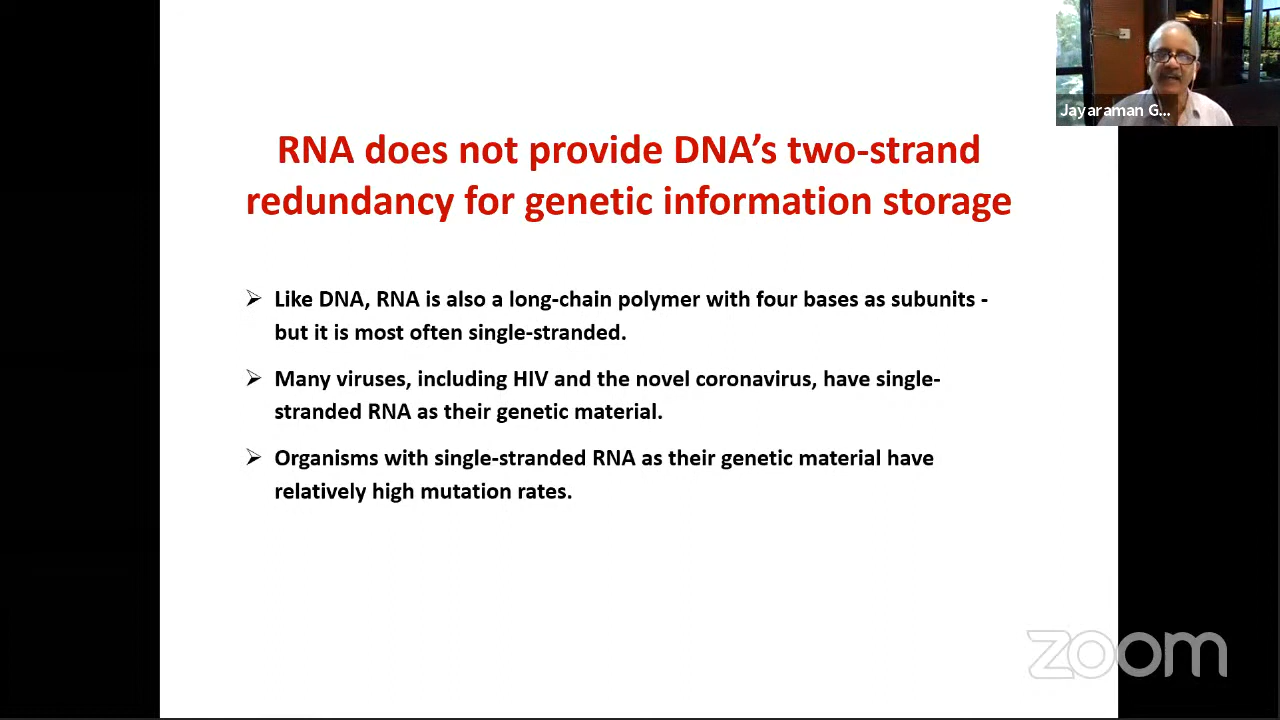 Jayaraman G...
RNA does not provide DNA’s two-strand
redundancy for genetic information storage
Like DNA, RNA is also a long-chain polymer with four bases as subunits -
but it is most often single-stranded.
Many viruses, including HIV and the novel coronavirus, have single-
stranded RNA as their genetic material.
Organisms with single-stranded RNA as their genetic material have
relatively high mutation rates.
zoom